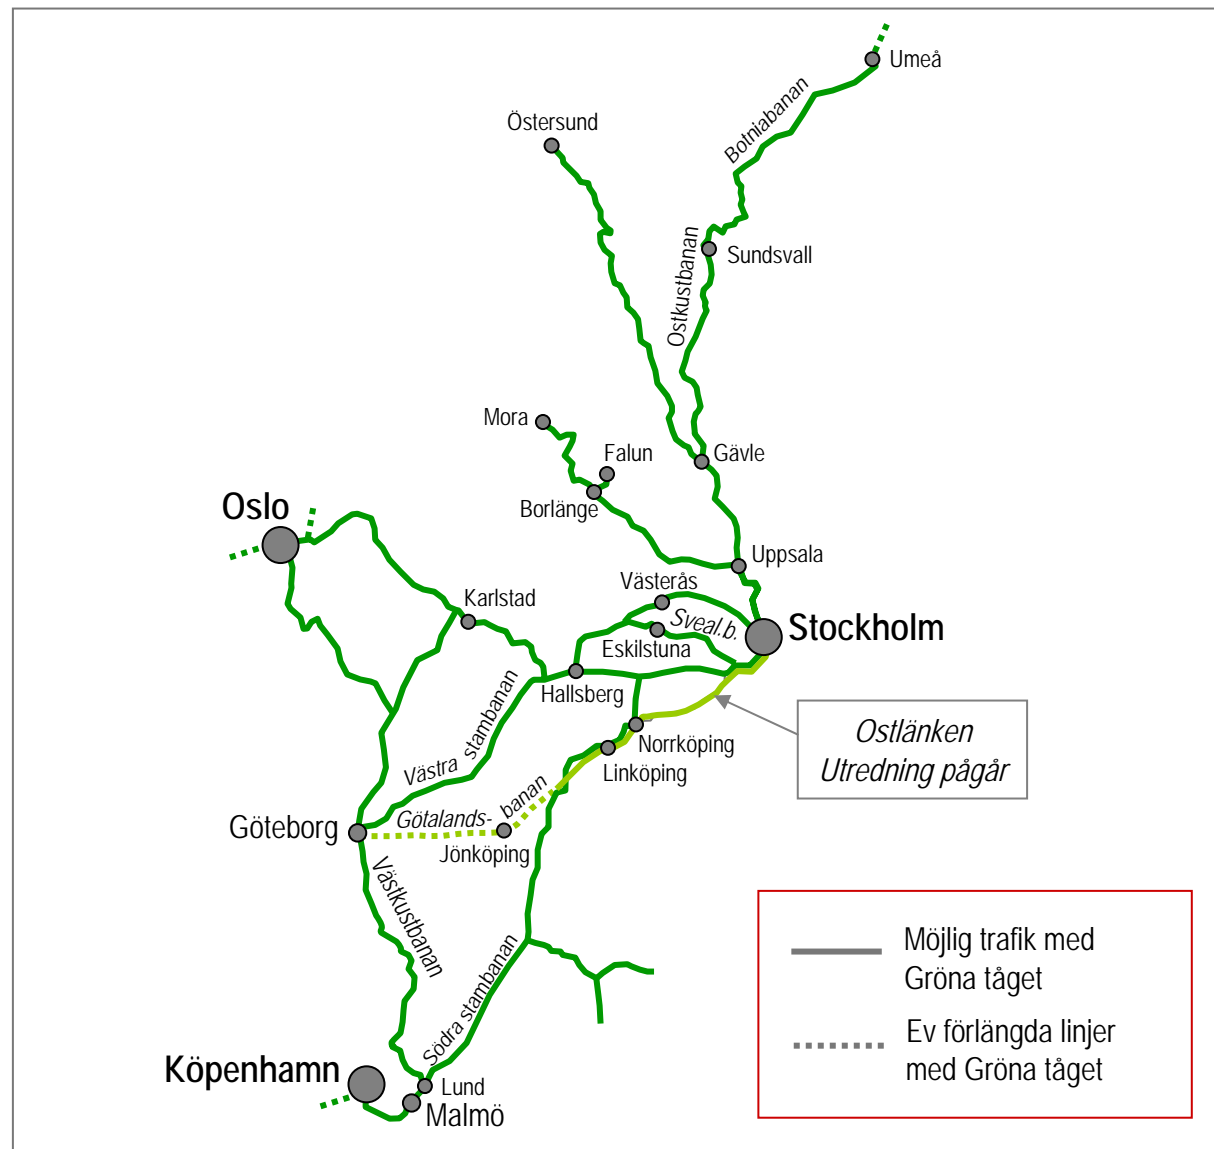 Umeå
Botniabanan
Östersund
Ostkustbanan
Sundsvall
Mora
Falun
Gävle
Borlänge
Oslo
Uppsala
Västerås
Karlstad
Sveal.b.
Stockholm
Eskilstuna
Hallsberg
Västra stambanan
Norrköping
Linköping
Ostlänken
Utredning pågår
Götalands-
banan
Göteborg
Jönköping
Västkustbanan
Södra stambanan
Köpenhamn
Lund
Malmö
Möjlig trafik med
Gröna tåget
Ev förlängda linjer
med Gröna tåget